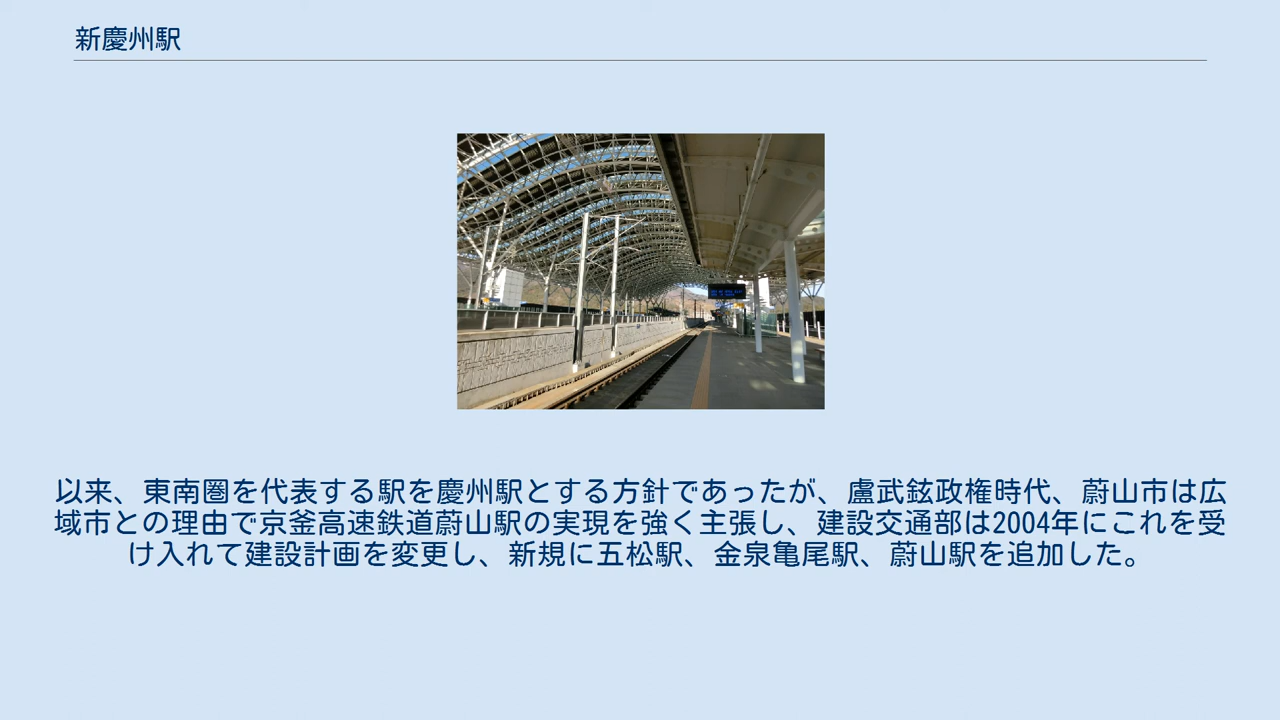 新慶州駅
以来、東南圏を代表する駅を慶州駅とする方針であったが、盧武鉉政権時代、蔚山市は広
域市との理由で京釜高速鉄道蔚山駅の実現を強く主張し、建設交通部は2004年にこれを受
け入れて建設計画を変更し、新規に五松駅、金泉亀尾駅、蔚山駅を追加した。